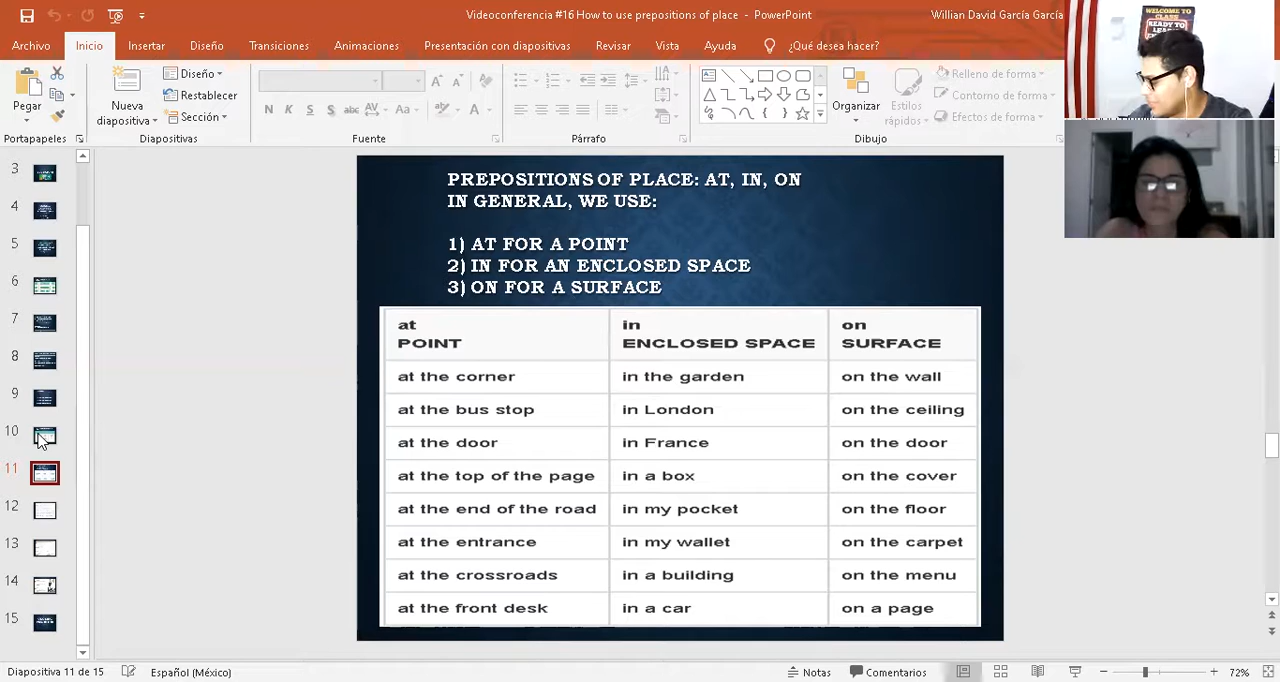 Videoconferencia #16 How to use prepositions of place - PowerPoint
Willian David García García
WELCOME TO
CLASS
READY TO
Archivo Inicio Insertar Diseño Transiciones Animaciones Presentación con diapositivas Revisar Vista Ayuda ¿Qué desea hacer?
Pegar
Nueva
diapositiva
Diseño
Restablecer
Sección
N K S S abc AV Aa A
Organizar
Estilos
rápidos
Relleno de forma
Contorno de forma
Efectos de forma
Portapapeles Diapositivas Fuente Párrafo Dibujo
3
4
5
6
7
8
9
10
11
12
13
14
15
PREPOSITIONS OF PLACE: AT, IN, ON
IN GENERAL, WE USE:
1) AT FOR A POINT
2) IN FOR AN ENCLOSED SPACE
3) ON FOR A SURFACE
at in on
POINT ENCLOSED SPACE SURFACE
at the corner in the garden on the wall
at the bus stop in London on the ceiling
at the door in France on the door
at the top of the page in a box on the cover
at the end of the road in my pocket on the floor
at the entrance in my wallet on the carpet
at the crossroads in a building on the menu
at the front desk in a car on a page
Diapositiva 11 de 15 Español (México) Notas Comentarios 72%